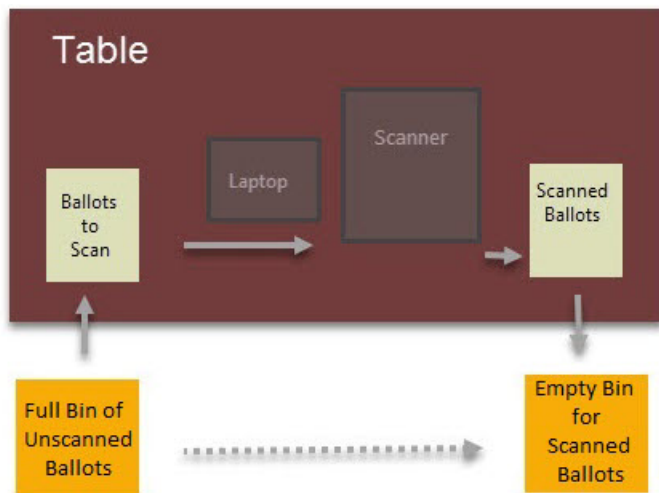 Table
Scanner
Laptop
Ballots
to
Scan
Scanned
Ballots
Full Bin of
Unscanned
Ballots
Empty Bin
for
Scanned
Ballots